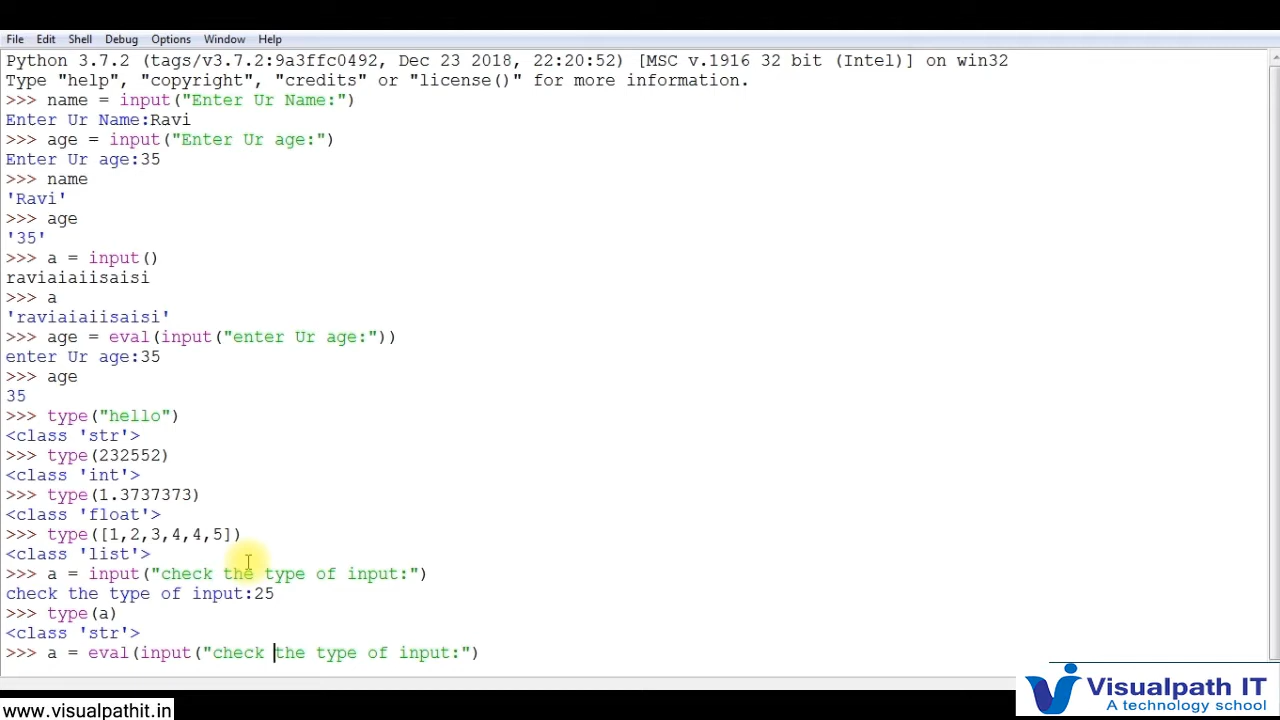 File Edit Shell Debug Options Window Help
Python 3.7.2 (tags/v3.7.2:9a3ffc0492, Dec 23 2018, 22:20:52) [MSC v.1916 32 bit (Intel)] on win32
Type "help", "copyright", "credits" or "license()" for more information.
>>> name = input("Enter Ur Name:")
Enter Ur Name:Ravi
>>> age = input("Enter Ur age:")
Enter Ur age:35
>>> name
'Ravi'
>>> age
'35'
>>> a = input()
raviaiaiisaisi
>>> a
'raviaiaiisaisi'
>>> age = eval(input("enter Ur age:"))
enter Ur age:35
>>> age
35
>>> type("hello")
<class 'str'>
>>> type(232552)
<class 'int'>
>>> type(1.3737373)
<class 'float'>
>>> type([1,2,3,4,4,5])
<class 'list'>
>>> a = input("check the type of input:")
check the type of input:25
>>> type(a)
<class 'str'>
>>> a = eval(input("check the type of input:")
Visualpath IT
A technology school
www.visualpathit.in